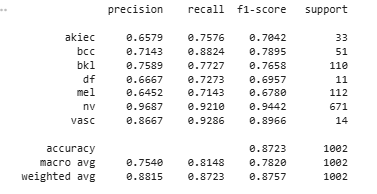 precision recall f1-score support
akiec 0.6579 0.7576 0.7042 33
bcc 0.7143 0.8824 0.7895 51
bkl 0.7589 0.7727 0.7658 110
df 0.6667 0.7273 0.6957 11
mel 0.6452 0.7143 0.6780 112
nv 0.9687 0.9210 0.9442 671
vasc 0.8667 0.9286 0.8966 14
accuracy 0.8723 1002
macro avg 0.7540 0.8148 0.7820 1002
weighted avg 0.8815 0.8723 0.8757 1002